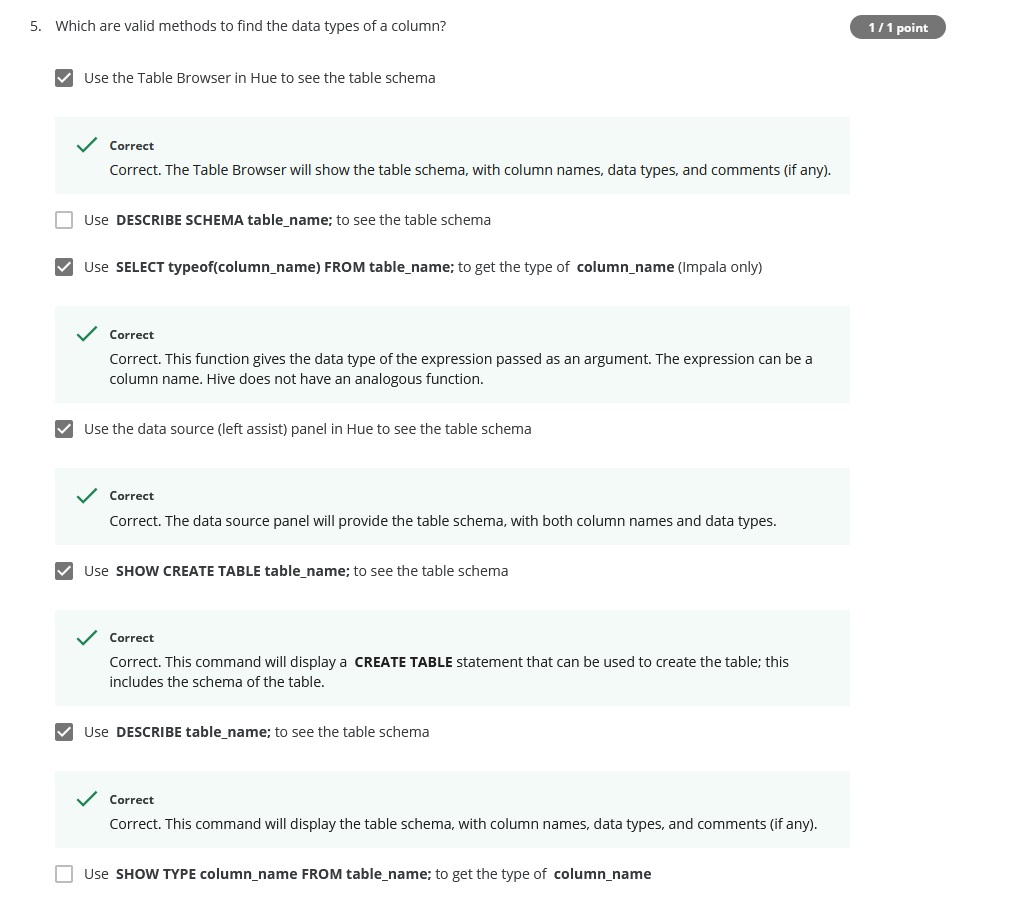 5. Which are valid methods to find the data types of a column?
1 / 1 point
Use the Table Browser in Hue to see the table schema
Correct
Correct. The Table Browser will show the table schema, with column names, data types, and comments (if any).
Use DESCRIBE SCHEMA table_name; to see the table schema
Use SELECT typeof(column_name) FROM table_name; to get the type of column_name (Impala only)
Correct
Correct. This function gives the data type of the expression passed as an argument. The expression can be a
column name. Hive does not have an analogous function.
Use the data source (left assist) panel in Hue to see the table schema
Correct
Correct. The data source panel will provide the table schema, with both column names and data types.
Use SHOW CREATE TABLE table_name; to see the table schema
Correct
Correct. This command will display a CREATE TABLE statement that can be used to create the table; this
includes the schema of the table.
Use DESCRIBE table_name; to see the table schema
Correct
Correct. This command will display the table schema, with column names, data types, and comments (if any).
Use SHOW TYPE column_name FROM table_name; to get the type of column_name